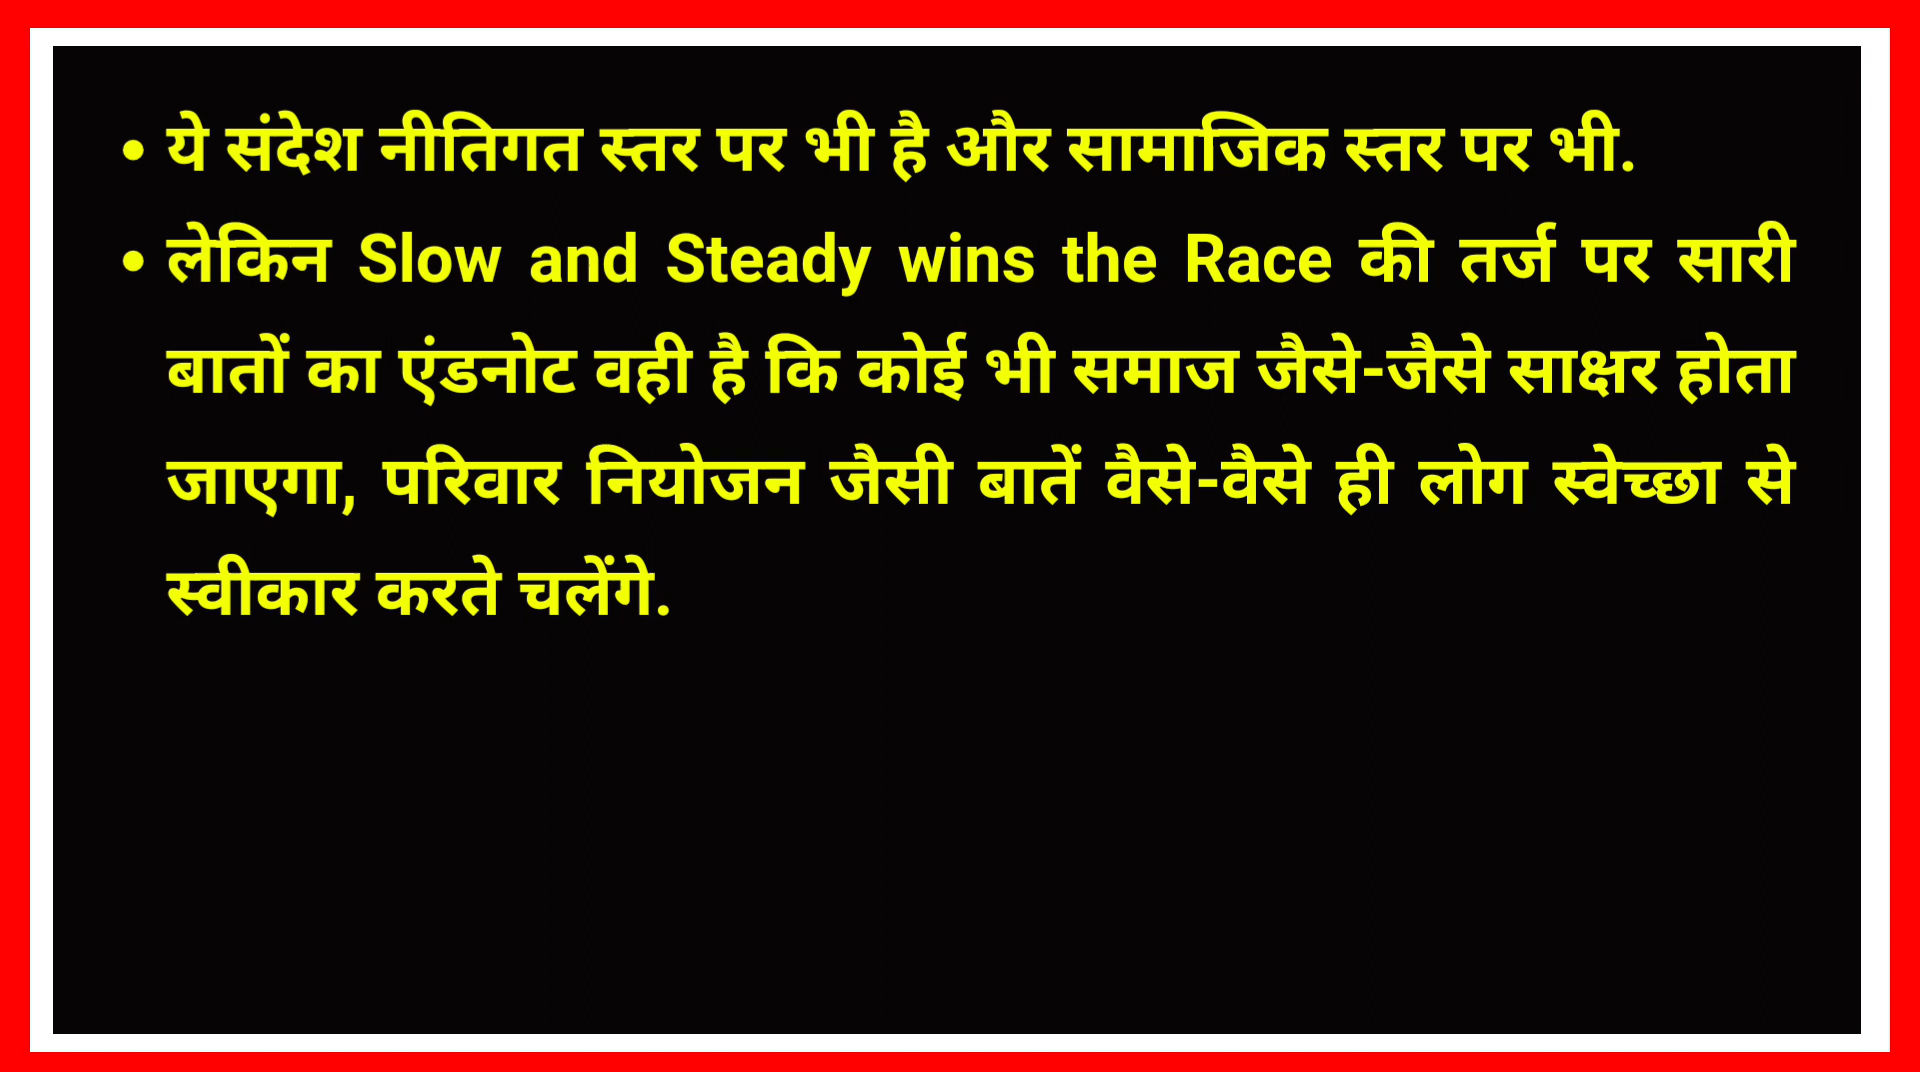 • ये संदेश नीतिगत स्तर पर भी है और सामाजिक स्तर पर भी.
• लेकिन Slow and Steady wins the Race की तर्ज पर सारी
बातों का एंडनोट वही है कि कोई भी समाज जैसे-जैसे साक्षर होता
जाएगा, परिवार नियोजन जैसी बातें वैसे-वैसे ही लोग स्वेच्छा से
स्वीकार करते चलेंगे.